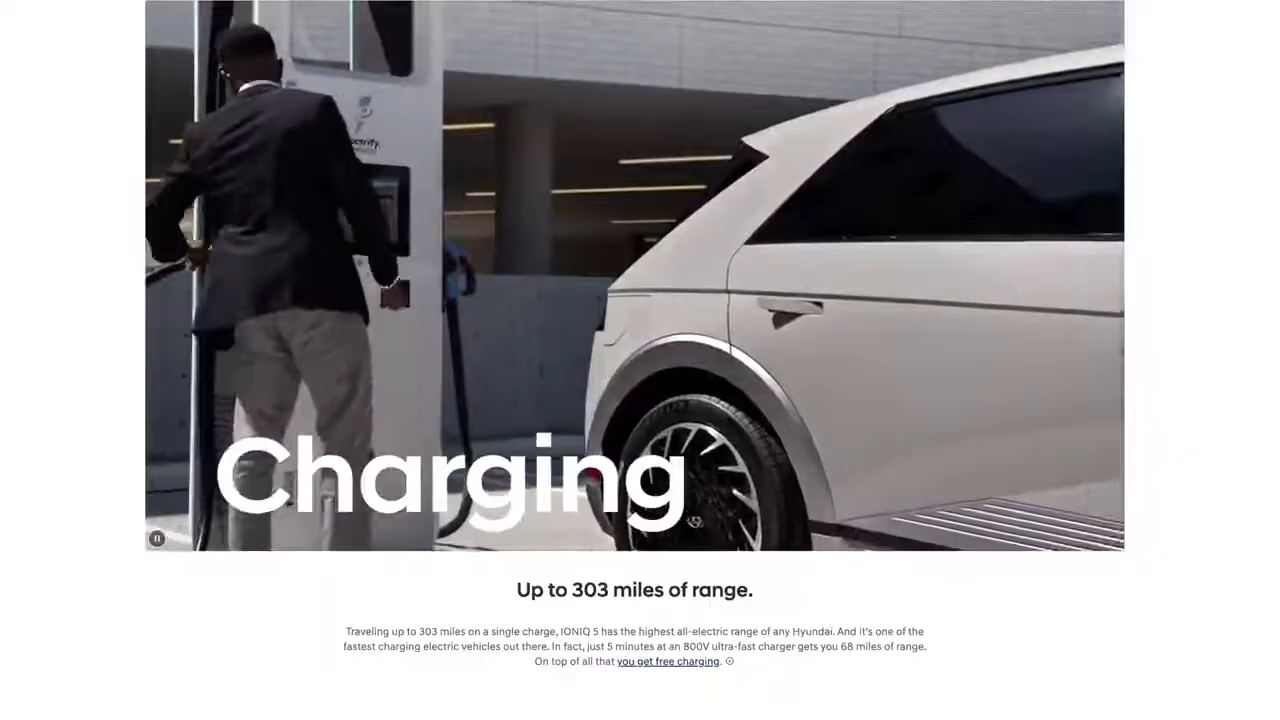 Charging
Up to 303 miles of range.
Traveling up to 303 miles on a single charge, IONIQ 5 has the highest all-electric range of any Hyundai. And it's one of the
fastest charging electric vehicles out there. In fact, just 5 minutes at an 800V ultra-fast charger gets you 68 miles of range.
On top of all that you get free charging.